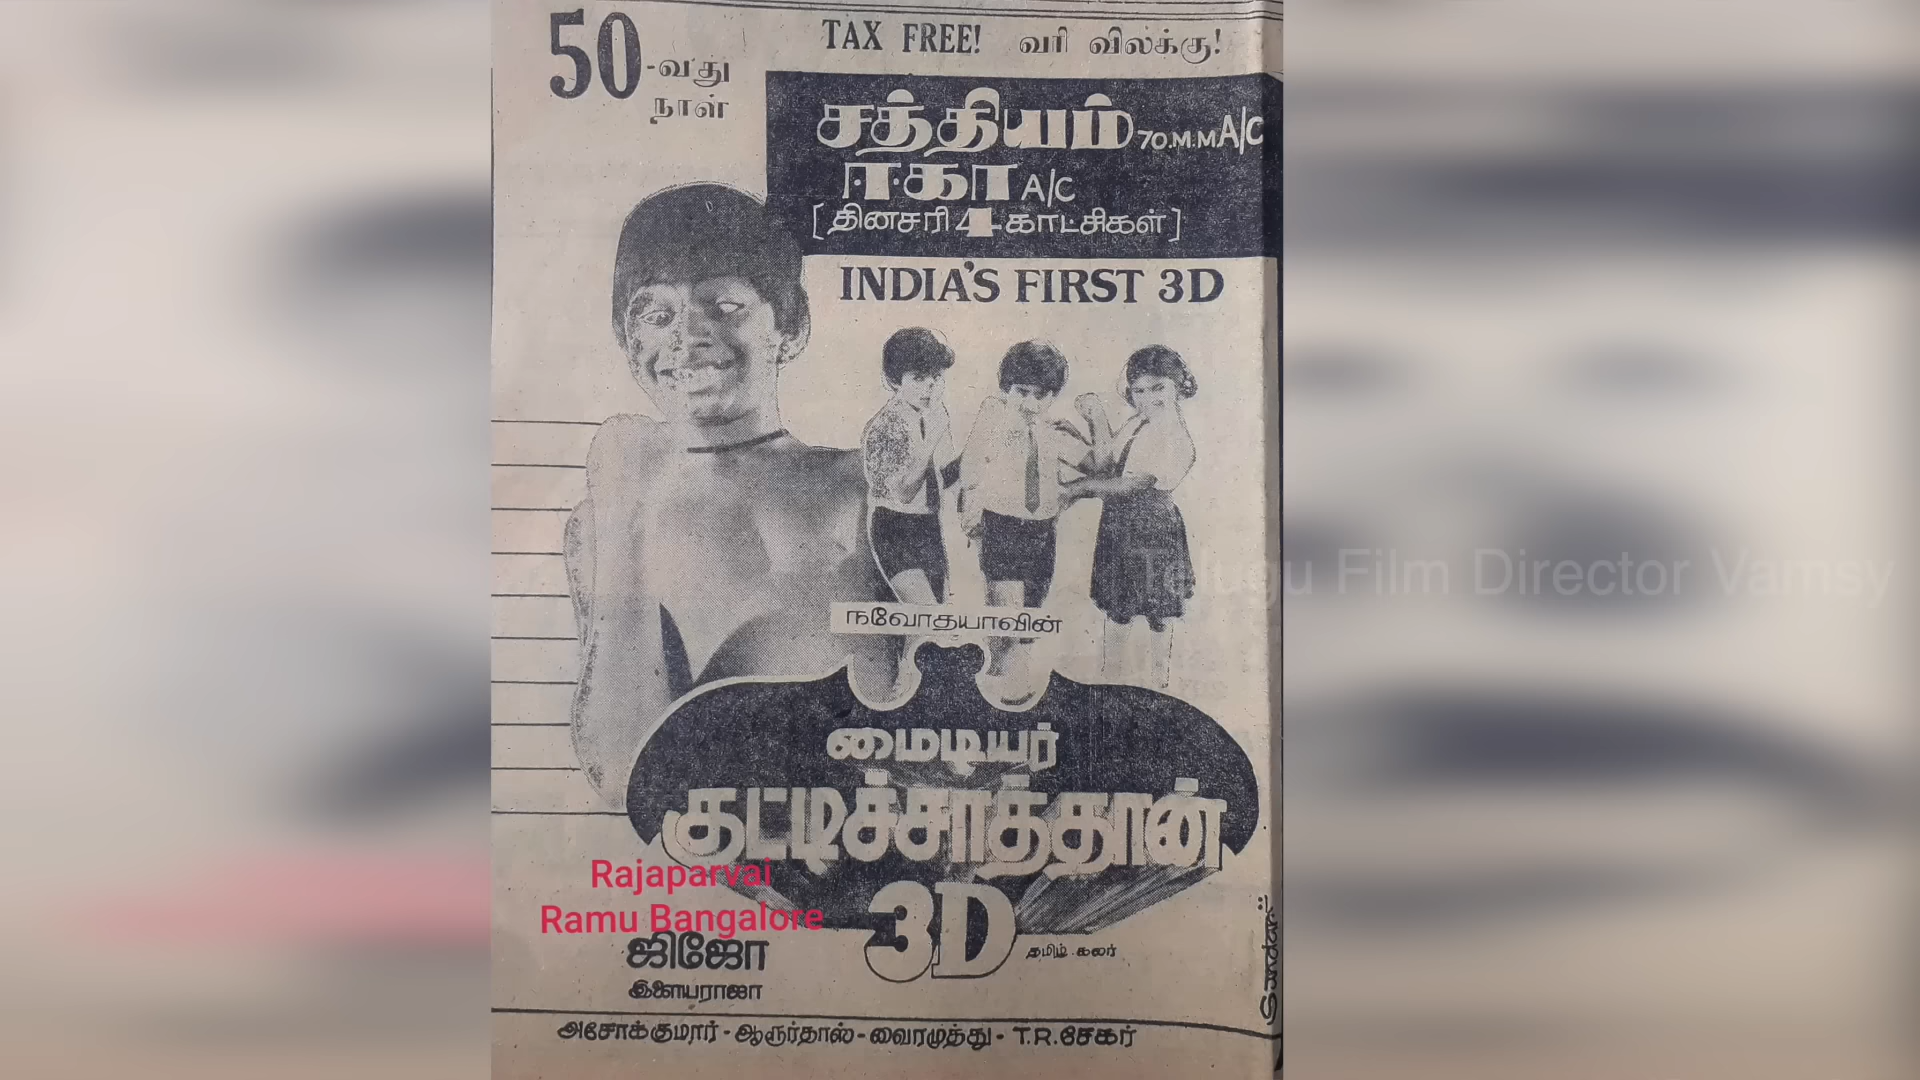 50-வது
நாள்
TAX FREE! வரி விலக்கு!
சத்தியம் 70.M.M A/C
ஈகா A/C
[தினசரி 4 காட்சிகள்]
INDIA'S FIRST 3D
நவோதயாவின்
மைடியர்
குட்டிச்சாத்தான்
3D
தமிழ் கலர்
Rajaparvai
Ramu Bangalore
ஜிஜோ
இளையராஜா
அசோக்குமார் - ஆரூர்தாஸ் - வைரமுத்து - T.R.சேகர்
Telugu Film Director Vamsy